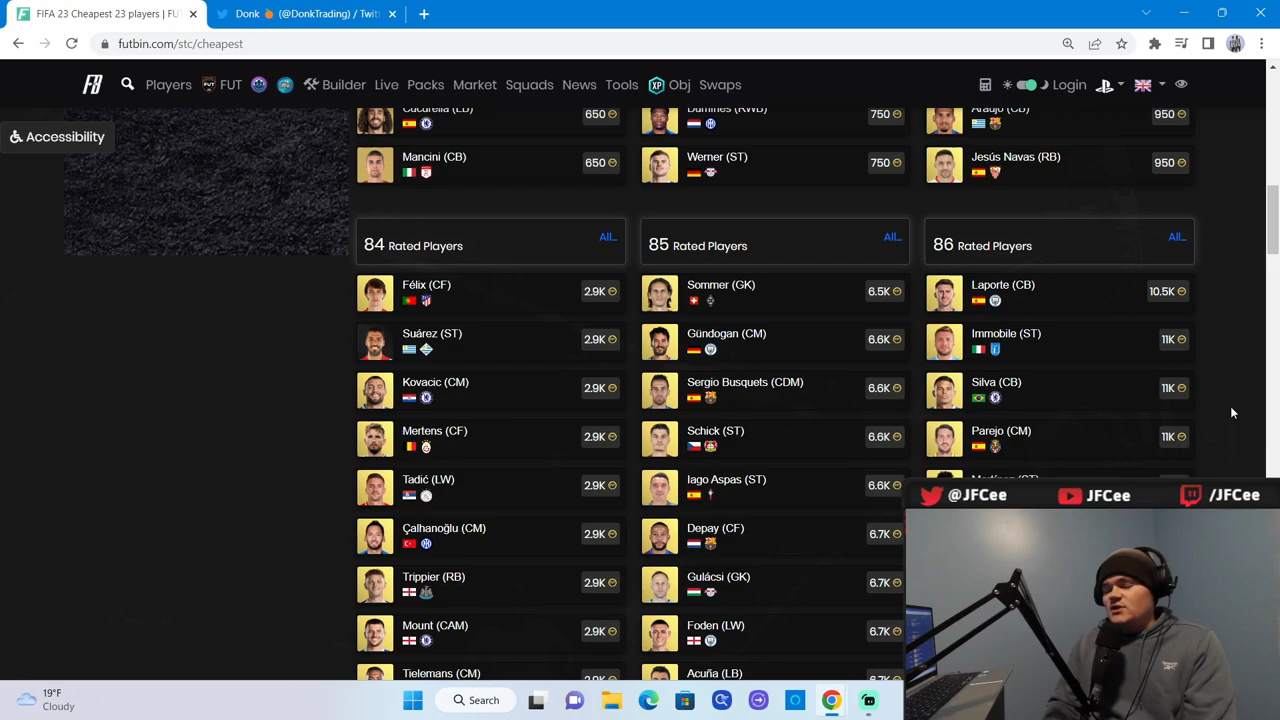 FIFA 23 Cheapest 23 players | FUT
Donk 🍑 (@DonkTrading) / Twitt
futbin.com/stc/cheapest
Players FUT Builder Live Packs Market Squads News Tools XP Obj Swaps Login
Accessibility
Cucurella (LB) 650
Dumfries (RWB) 750
Araujo (CB) 950
Mancini (CB) 650
Werner (ST) 750
Jesús Navas (RB) 950
84 Rated Players All...
85 Rated Players All...
86 Rated Players All...
Félix (CF) 2.9K
Sommer (GK) 6.5K
Laporte (CB) 10.5K
Suárez (ST) 2.9K
Gündogan (CM) 6.6K
Immobile (ST) 11K
Kovacic (CM) 2.9K
Sergio Busquets (CDM) 6.6K
Silva (CB) 11K
Mertens (CF) 2.9K
Schick (ST) 6.6K
Parejo (CM) 11K
Tadić (LW) 2.9K
Iago Aspas (ST) 6.6K
@JFCee JFCee /JFCee
Çalhanoğlu (CM) 2.9K
Depay (CF) 6.7K
Trippier (RB) 2.9K
Gulácsi (GK) 6.7K
Mount (CAM) 2.9K
Foden (LW) 6.7K
Tielemans (CM)
Acuña (LB)
19°F
Cloudy
Search